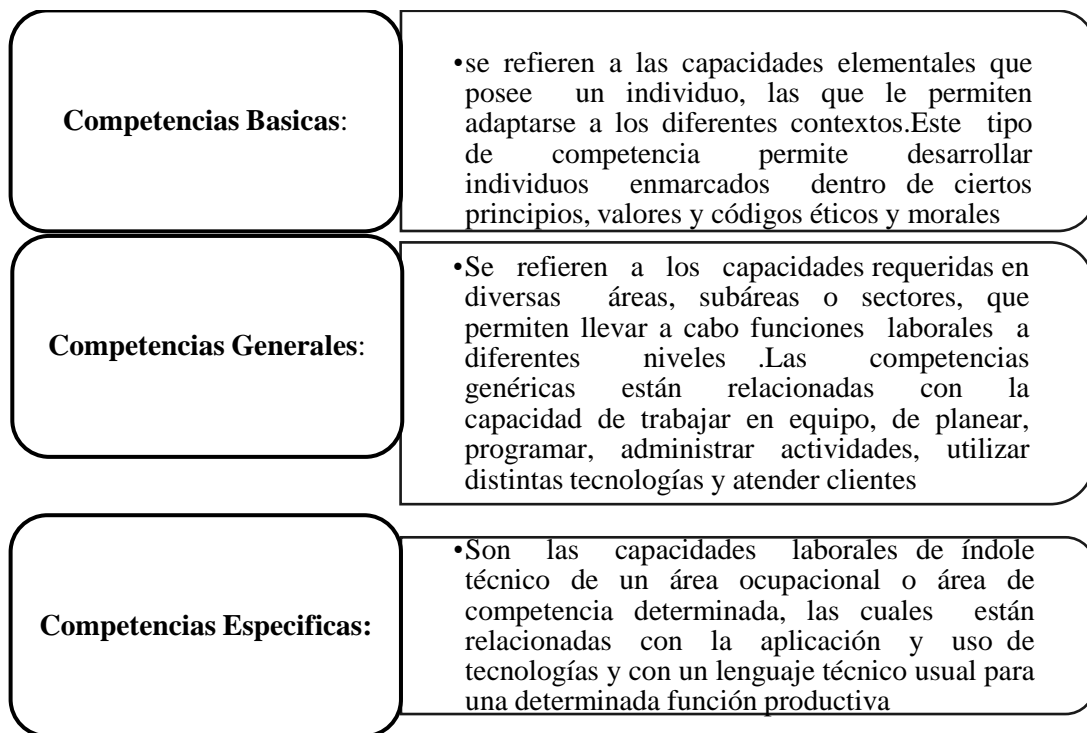 Competencias Basicas:
•se refieren a las capacidades elementales que
posee un individuo, las que le permiten
adaptarse a los diferentes contextos.Este tipo
de competencia permite desarrollar
individuos enmarcados dentro de ciertos
principios, valores y códigos éticos y morales
Competencias Generales:
•Se refieren a los capacidades requeridas en
diversas áreas, subáreas o sectores, que
permiten llevar a cabo funciones laborales a
diferentes niveles .Las competencias
genéricas están relacionadas con la
capacidad de trabajar en equipo, de planear,
programar, administrar actividades, utilizar
distintas tecnologías y atender clientes
Competencias Especificas:
•Son las capacidades laborales de índole
técnico de un área ocupacional o área de
competencia determinada, las cuales están
relacionadas con la aplicación y uso de
tecnologías y con un lenguaje técnico usual para
una determinada función productiva